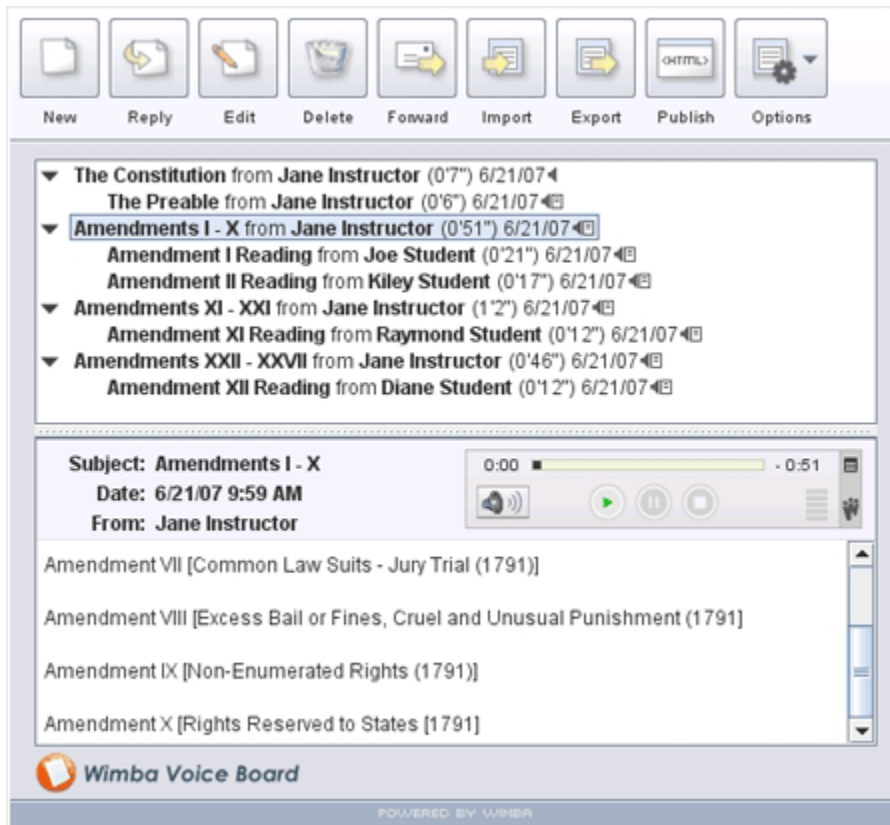 New Reply Edit Delete Forward Import Export Publish Options
<HTML>
The Constitution from Jane Instructor (0'7") 6/21/07
The Preable from Jane Instructor (0'6") 6/21/07
Amendments I - X from Jane Instructor (0'51") 6/21/07
Amendment I Reading from Joe Student (0'21") 6/21/07
Amendment II Reading from Kiley Student (0'17") 6/21/07
Amendments XI - XXI from Jane Instructor (1'2") 6/21/07
Amendment XI Reading from Raymond Student (0'12") 6/21/07
Amendments XXII - XXVII from Jane Instructor (0'46") 6/21/07
Amendment XII Reading from Diane Student (0'12") 6/21/07
Subject: Amendments I - X
Date: 6/21/07 9:59 AM
From: Jane Instructor
0:00 - 0:51
Amendment VII [Common Law Suits - Jury Trial (1791)]
Amendment VIII [Excess Bail or Fines, Cruel and Unusual Punishment (1791]
Amendment IX [Non-Enumerated Rights (1791)]
Amendment X [Rights Reserved to States [1791]
Wimba Voice Board
POWERED BY WIMBA